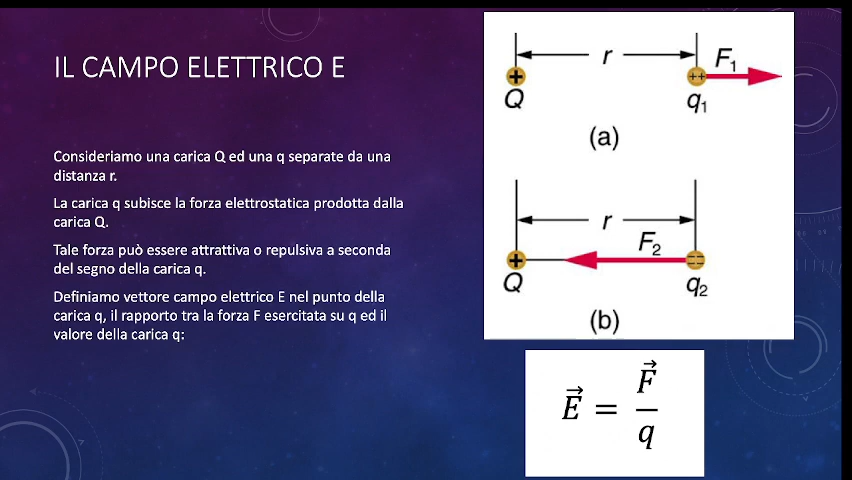 IL CAMPO ELETTRICO E
Consideriamo una carica Q ed una q separate da una
distanza r.
La carica q subisce la forza elettrostatica prodotta dalla
carica Q.
Tale forza può essere attrattiva o repulsiva a seconda
del segno della carica q.
Definiamo vettore campo elettrico E nel punto della
carica q, il rapporto tra la forza F esercitata su q ed il
valore della carica q:
r
F₁
+
++
Q
q₁
(a)
r
F₂
+
−−
Q
q₂
(b)
E⃗ = F⃗ / q